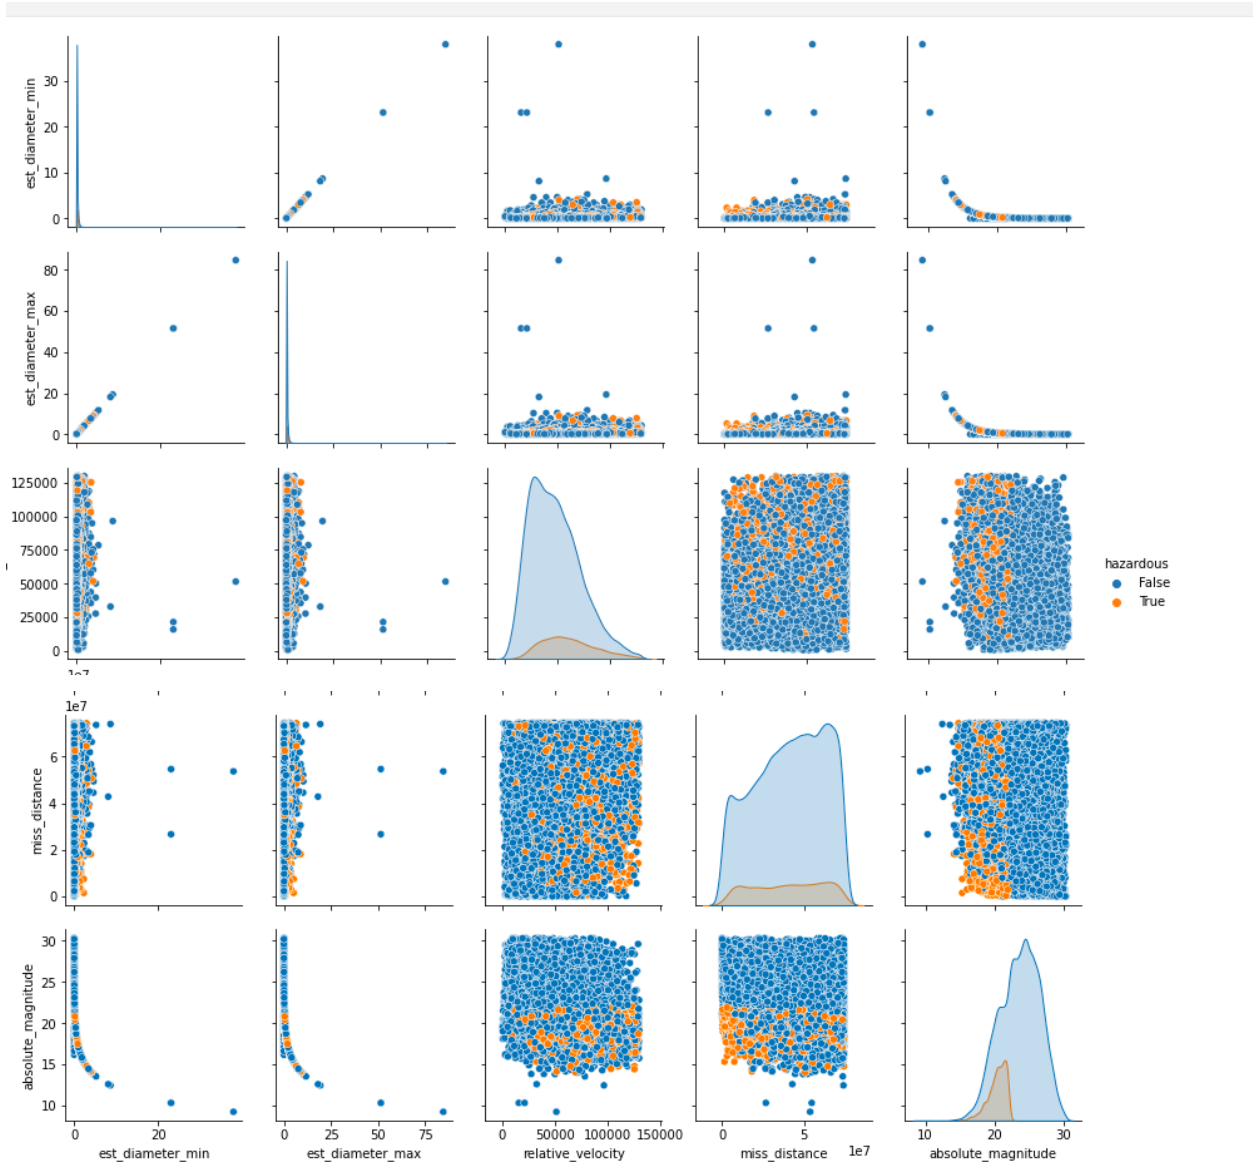 est_diameter_min
30
20
10
0
est_diameter_max
80
60
40
20
0
125000
100000
75000
50000
25000
0
hazardous
False
True
1e7
miss_distance
6
4
2
0
absolute_magnitude
30
25
20
15
10
0 20
0 25 50 75
0 50000 100000 150000
0 5 1e7
10 20 30
est_diameter_min est_diameter_max relative_velocity miss_distance absolute_magnitude